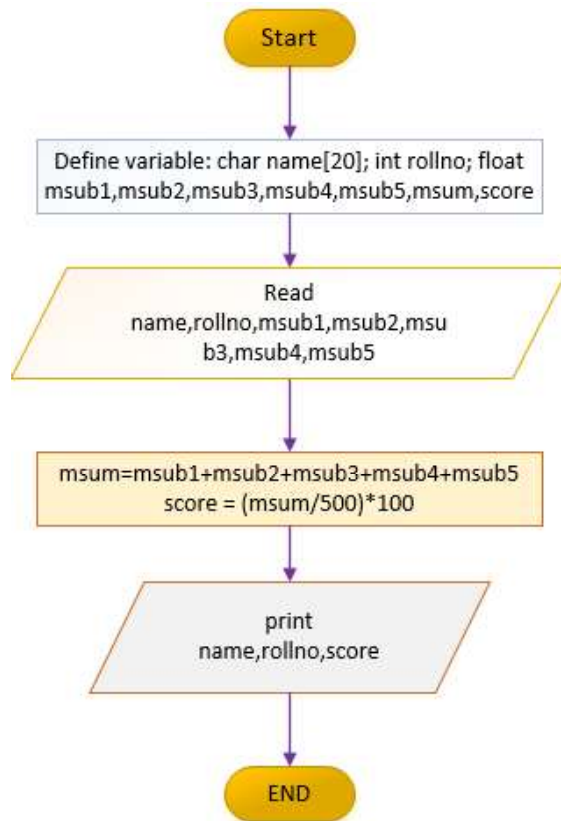 Start
Define variable: char name[20]; int rollno; float
msub1,msub2,msub3,msub4,msub5,msum,score
Read
name,rollno,msub1,msub2,msu
b3,msub4,msub5
msum=msub1+msub2+msub3+msub4+msub5
score = (msum/500)*100
print
name,rollno,score
END